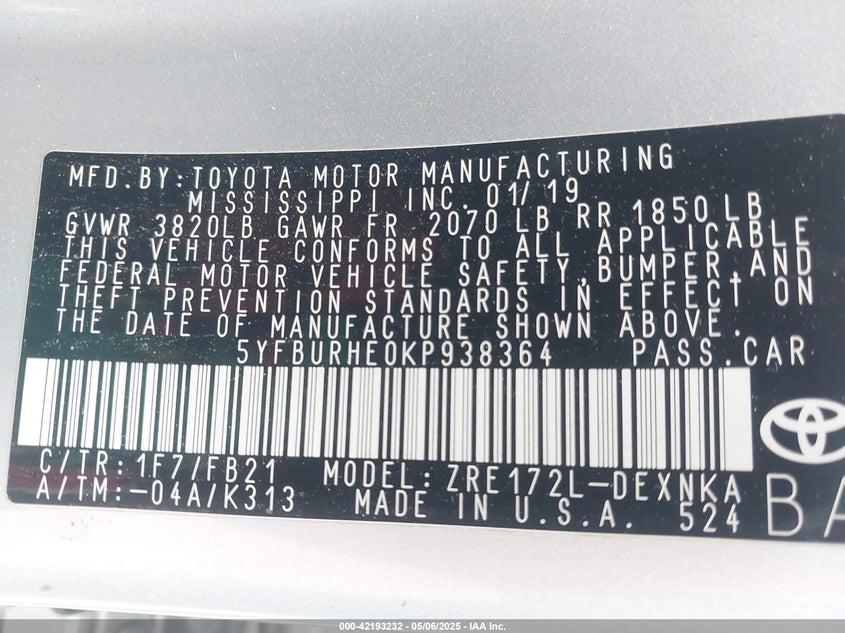 MFD.BY:TOYOTA MOTOR MANUFACTURING
MISSISSIPPI INC. 01/19
GVWR 3820LB GAWR FR 2070 LB RR 1850 LB
THIS VEHICLE CONFORMS TO ALL APPLICABLE
FEDERAL MOTOR VEHICLE SAFETY,BUMPER,AND
THEFT PREVENTION STANDARDS IN EFFECT ON
THE DATE OF MANUFACTURE SHOWN ABOVE.
5YFBURHE0KP938364 PASS.CAR
C/TR: 1F7/FB21 MODEL: ZRE172L-DEXNKA
A/TM:-04A/K313 MADE IN U.S.A. 524
BA
000-42193232 - 05/06/2025 - IAA Inc.